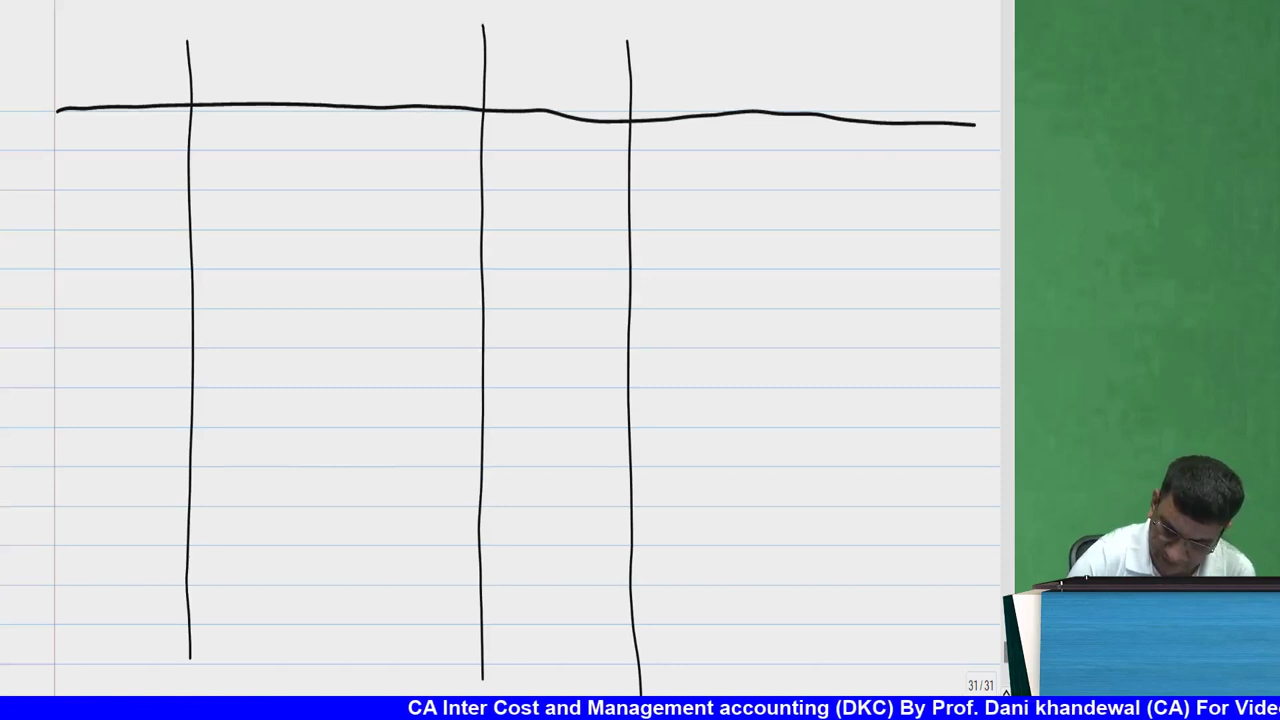 31/31
CA Inter Cost and Management accounting (DKC) By Prof. Dani khandewal (CA) For Vide